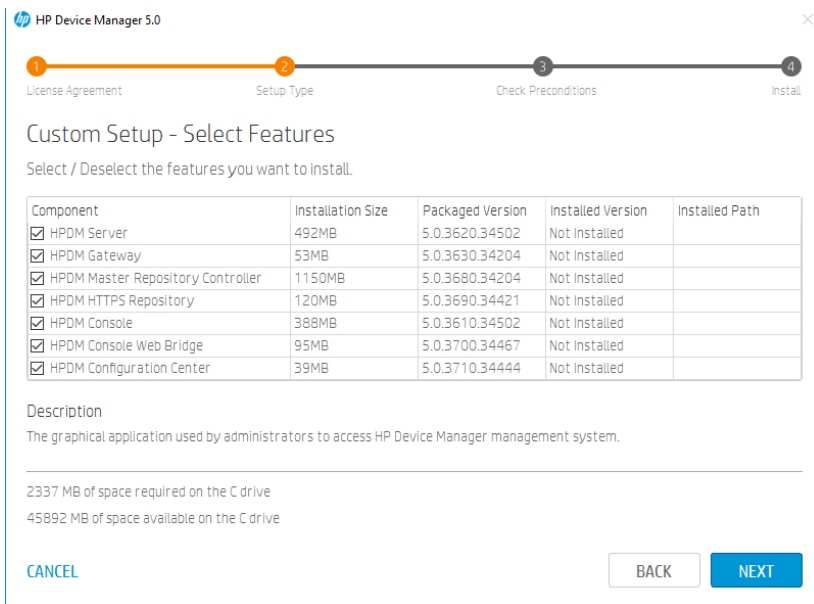 hp HP Device Manager 5.0
1 2 3 4
License Agreement Setup Type Check Preconditions Install
Custom Setup - Select Features
Select / Deselect the features you want to install.
Component Installation Size Packaged Version Installed Version Installed Path
HPDM Server 492MB 5.0.3620.34502 Not Installed
HPDM Gateway 53MB 5.0.3630.34204 Not Installed
HPDM Master Repository Controller 1150MB 5.0.3680.34204 Not Installed
HPDM HTTPS Repository 120MB 5.0.3690.34421 Not Installed
HPDM Console 388MB 5.0.3610.34502 Not Installed
HPDM Console Web Bridge 95MB 5.0.3700.34467 Not Installed
HPDM Configuration Center 39MB 5.0.3710.34444 Not Installed
Description
The graphical application used by administrators to access HP Device Manager management system.
2337 MB of space required on the C drive
45892 MB of space available on the C drive
CANCEL BACK NEXT